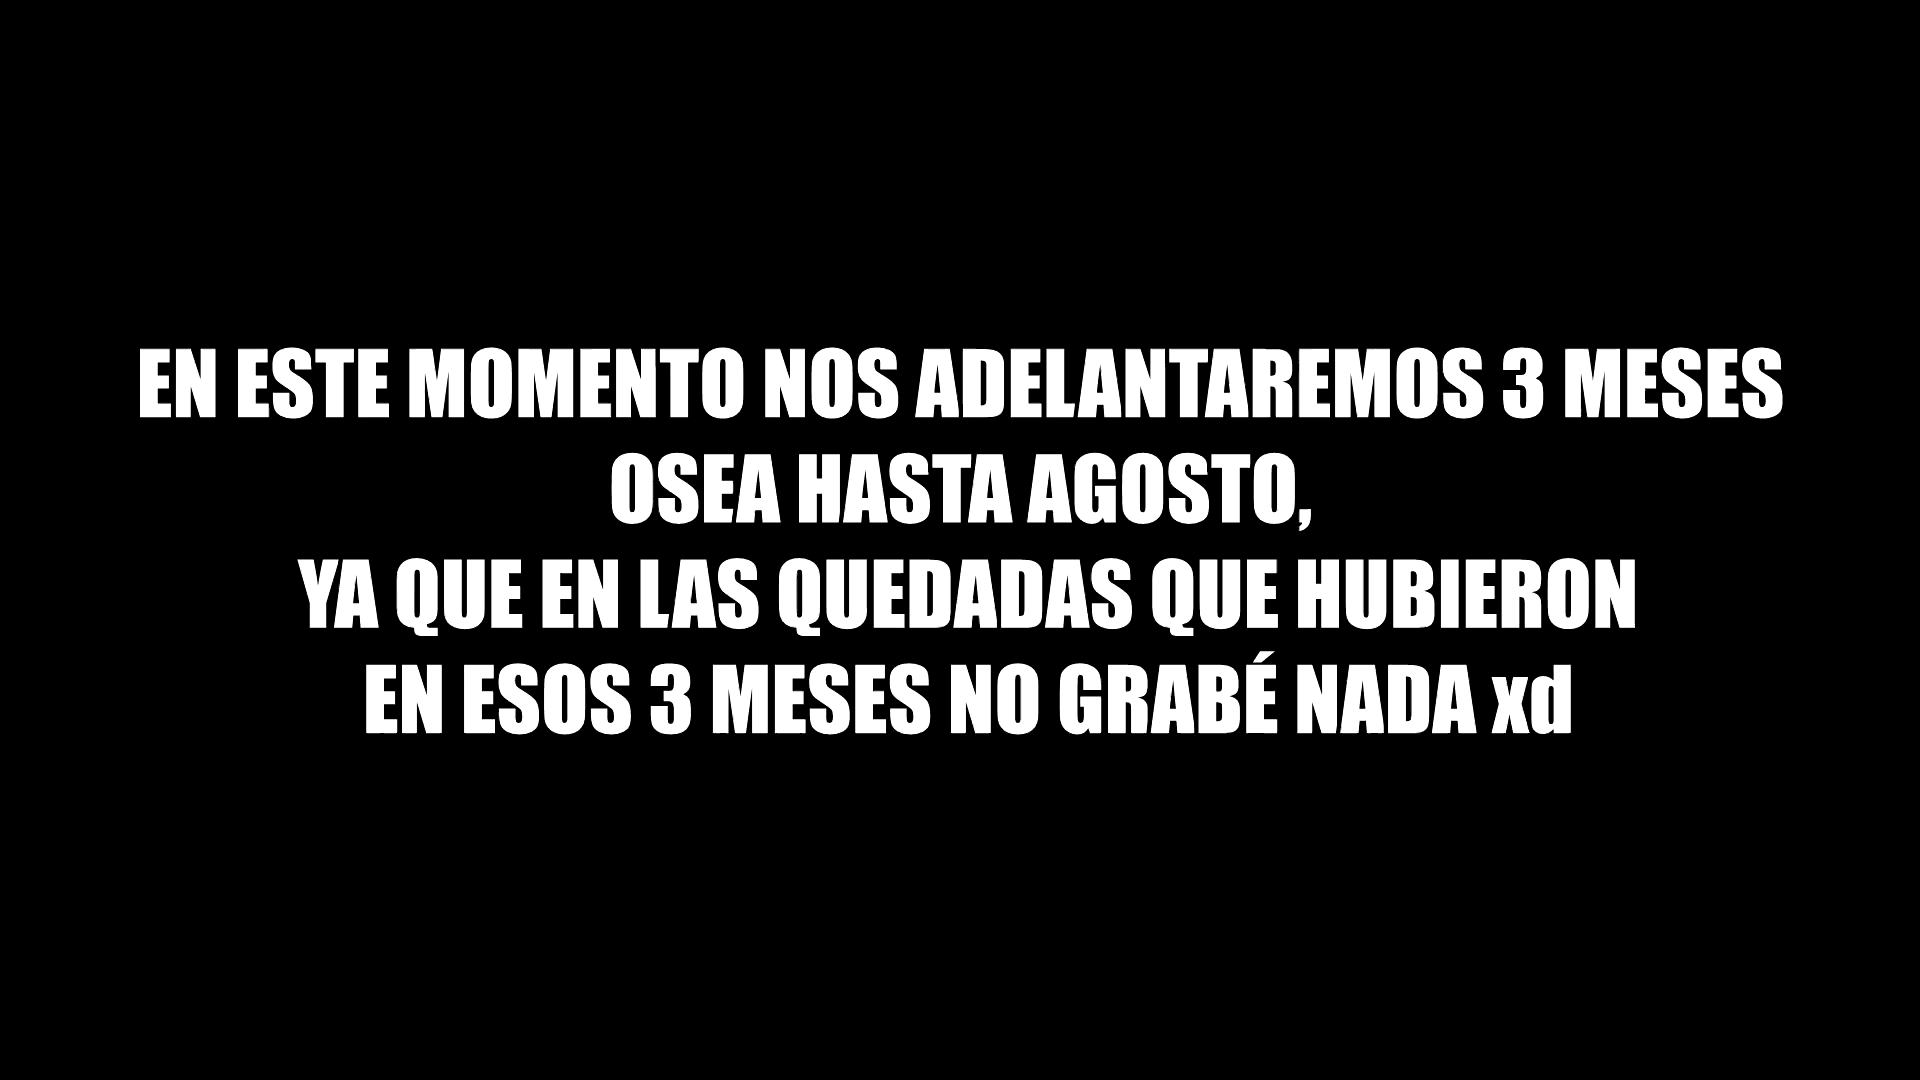 EN ESTE MOMENTO NOS ADELANTAREMOS 3 MESES
OSEA HASTA AGOSTO,
YA QUE EN LAS QUEDADAS QUE HUBIERON
EN ESOS 3 MESES NO GRABÉ NADA xd